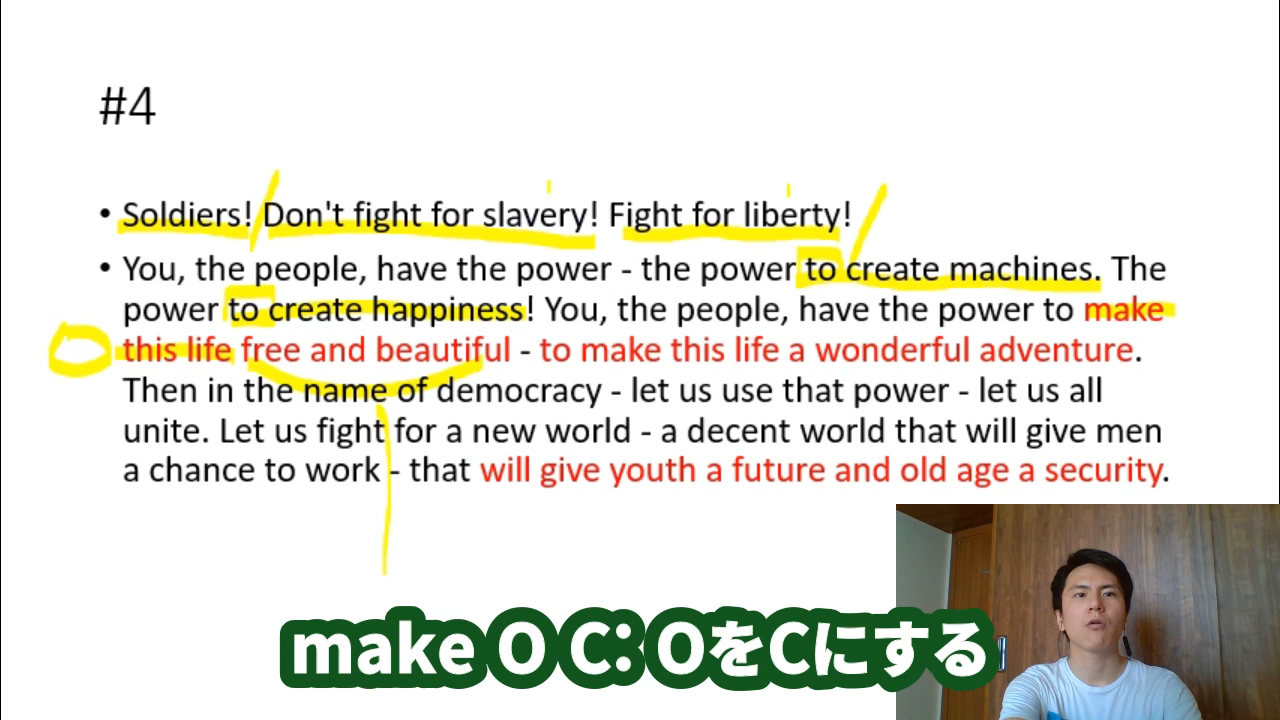 #4
• Soldiers! Don't fight for slavery! Fight for liberty!
• You, the people, have the power - the power to create machines. The
power to create happiness! You, the people, have the power to make
this life free and beautiful - to make this life a wonderful adventure.
Then in the name of democracy - let us use that power - let us all
unite. Let us fight for a new world - a decent world that will give men
a chance to work - that will give youth a future and old age a security.
make O C: OをCにする